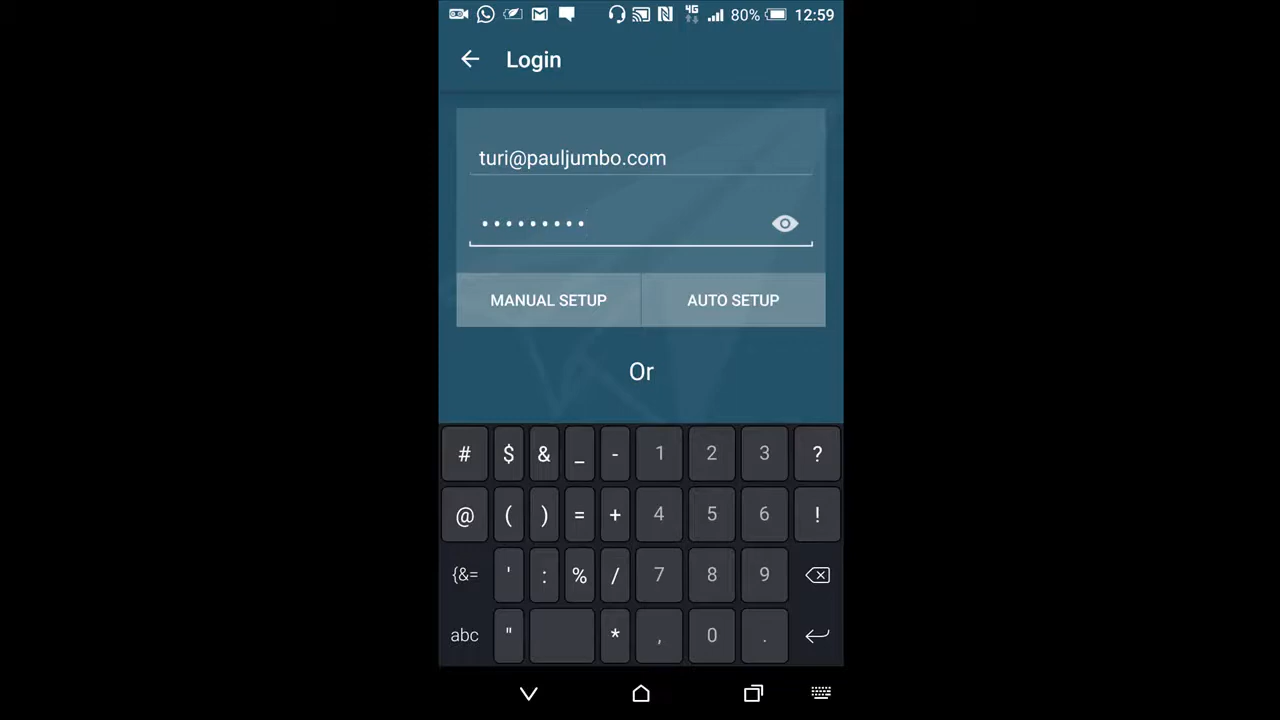 4G 80% 12:59
Login
turi@pauljumbo.com
•••••••••
MANUAL SETUP AUTO SETUP
Or
# $ & _ - 1 2 3 ?
@ ( ) = + 4 5 6 !
{&= ' : % / 7 8 9
abc " * , 0 .